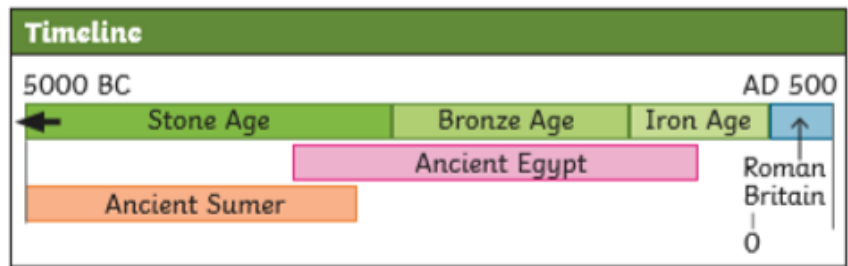 Timeline
5000 BC AD 500
Stone Age Bronze Age Iron Age
Ancient Egypt
Roman
Britain
Ancient Sumer
0